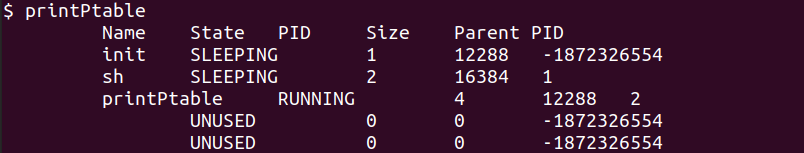 $ printPtable
Name State PID Size Parent PID
init SLEEPING 1 12288 -1872326554
sh SLEEPING 2 16384 1
printPtable RUNNING 4 12288 2
UNUSED 0 0 -1872326554
UNUSED 0 0 -1872326554